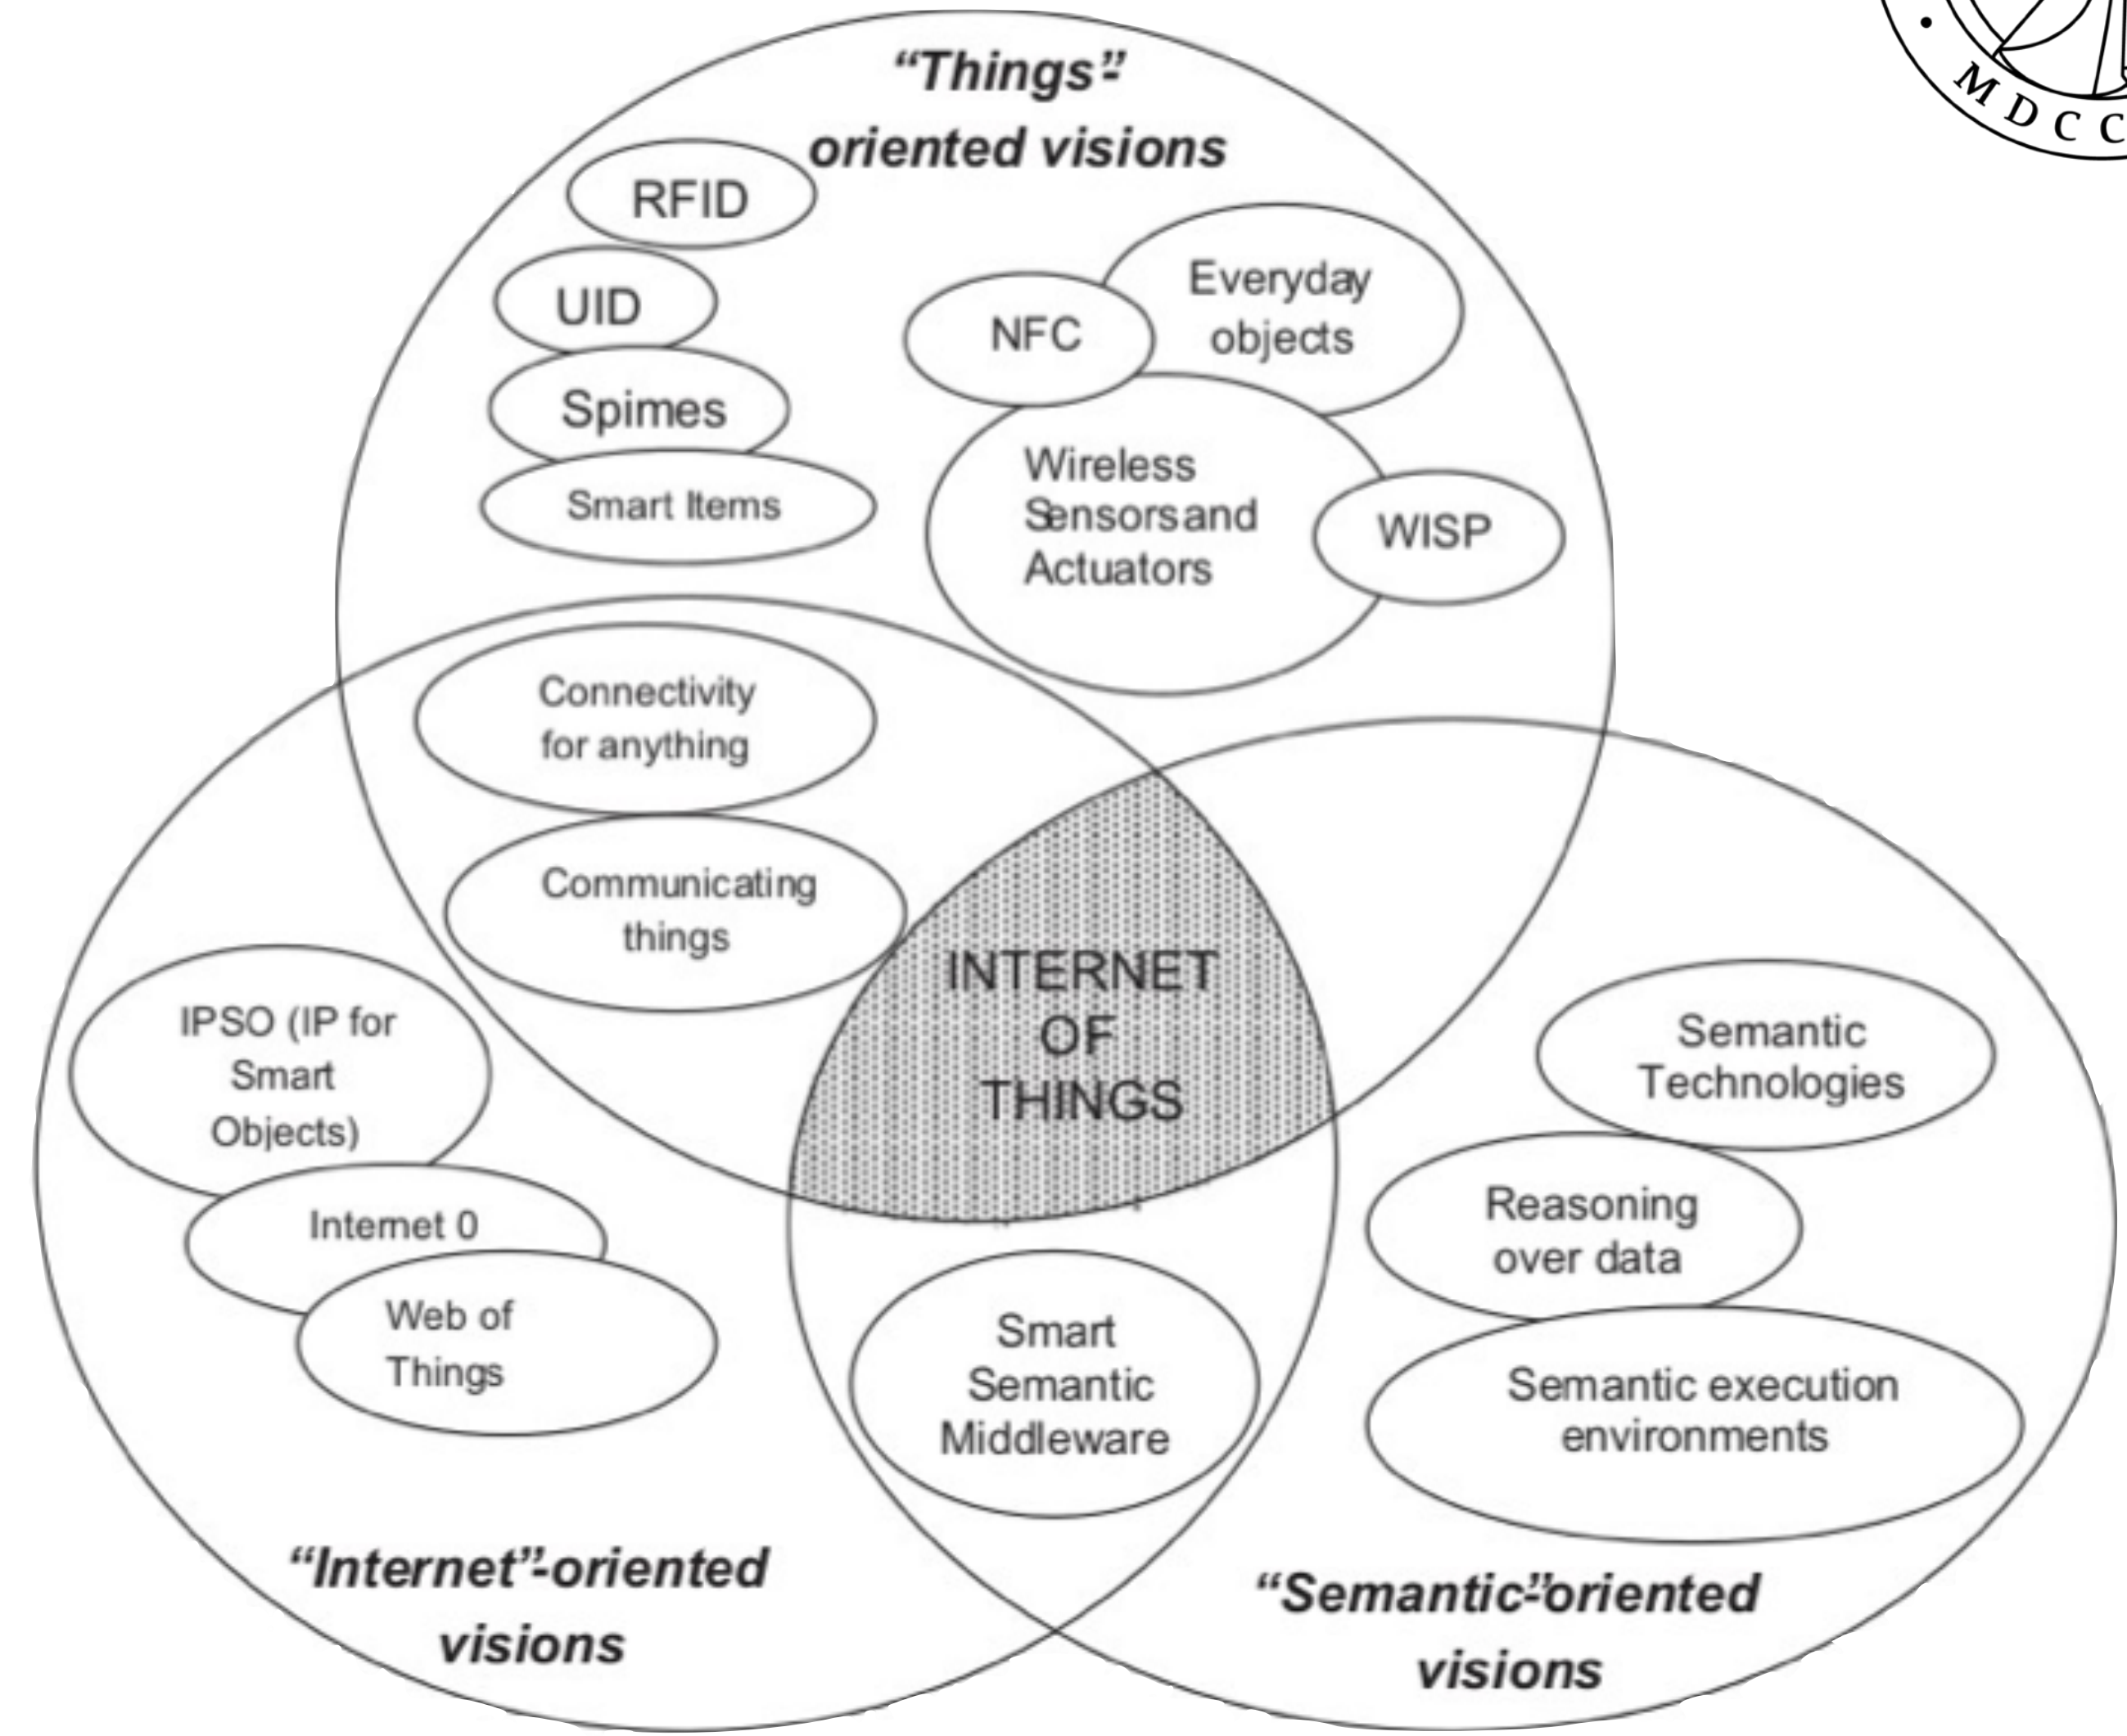 “Things”-
oriented visions
M D C C
RFID
UID
Spimes
Smart Items
NFC
Everyday
objects
Wireless
Sensors and
Actuators
WISP
Connectivity
for anything
Communicating
things
INTERNET
OF
THINGS
IPSO (IP for
Smart
Objects)
Internet 0
Web of
Things
Semantic
Technologies
Reasoning
over data
Semantic execution
environments
Smart
Semantic
Middleware
“Internet”-oriented
visions
“Semantic”-oriented
visions